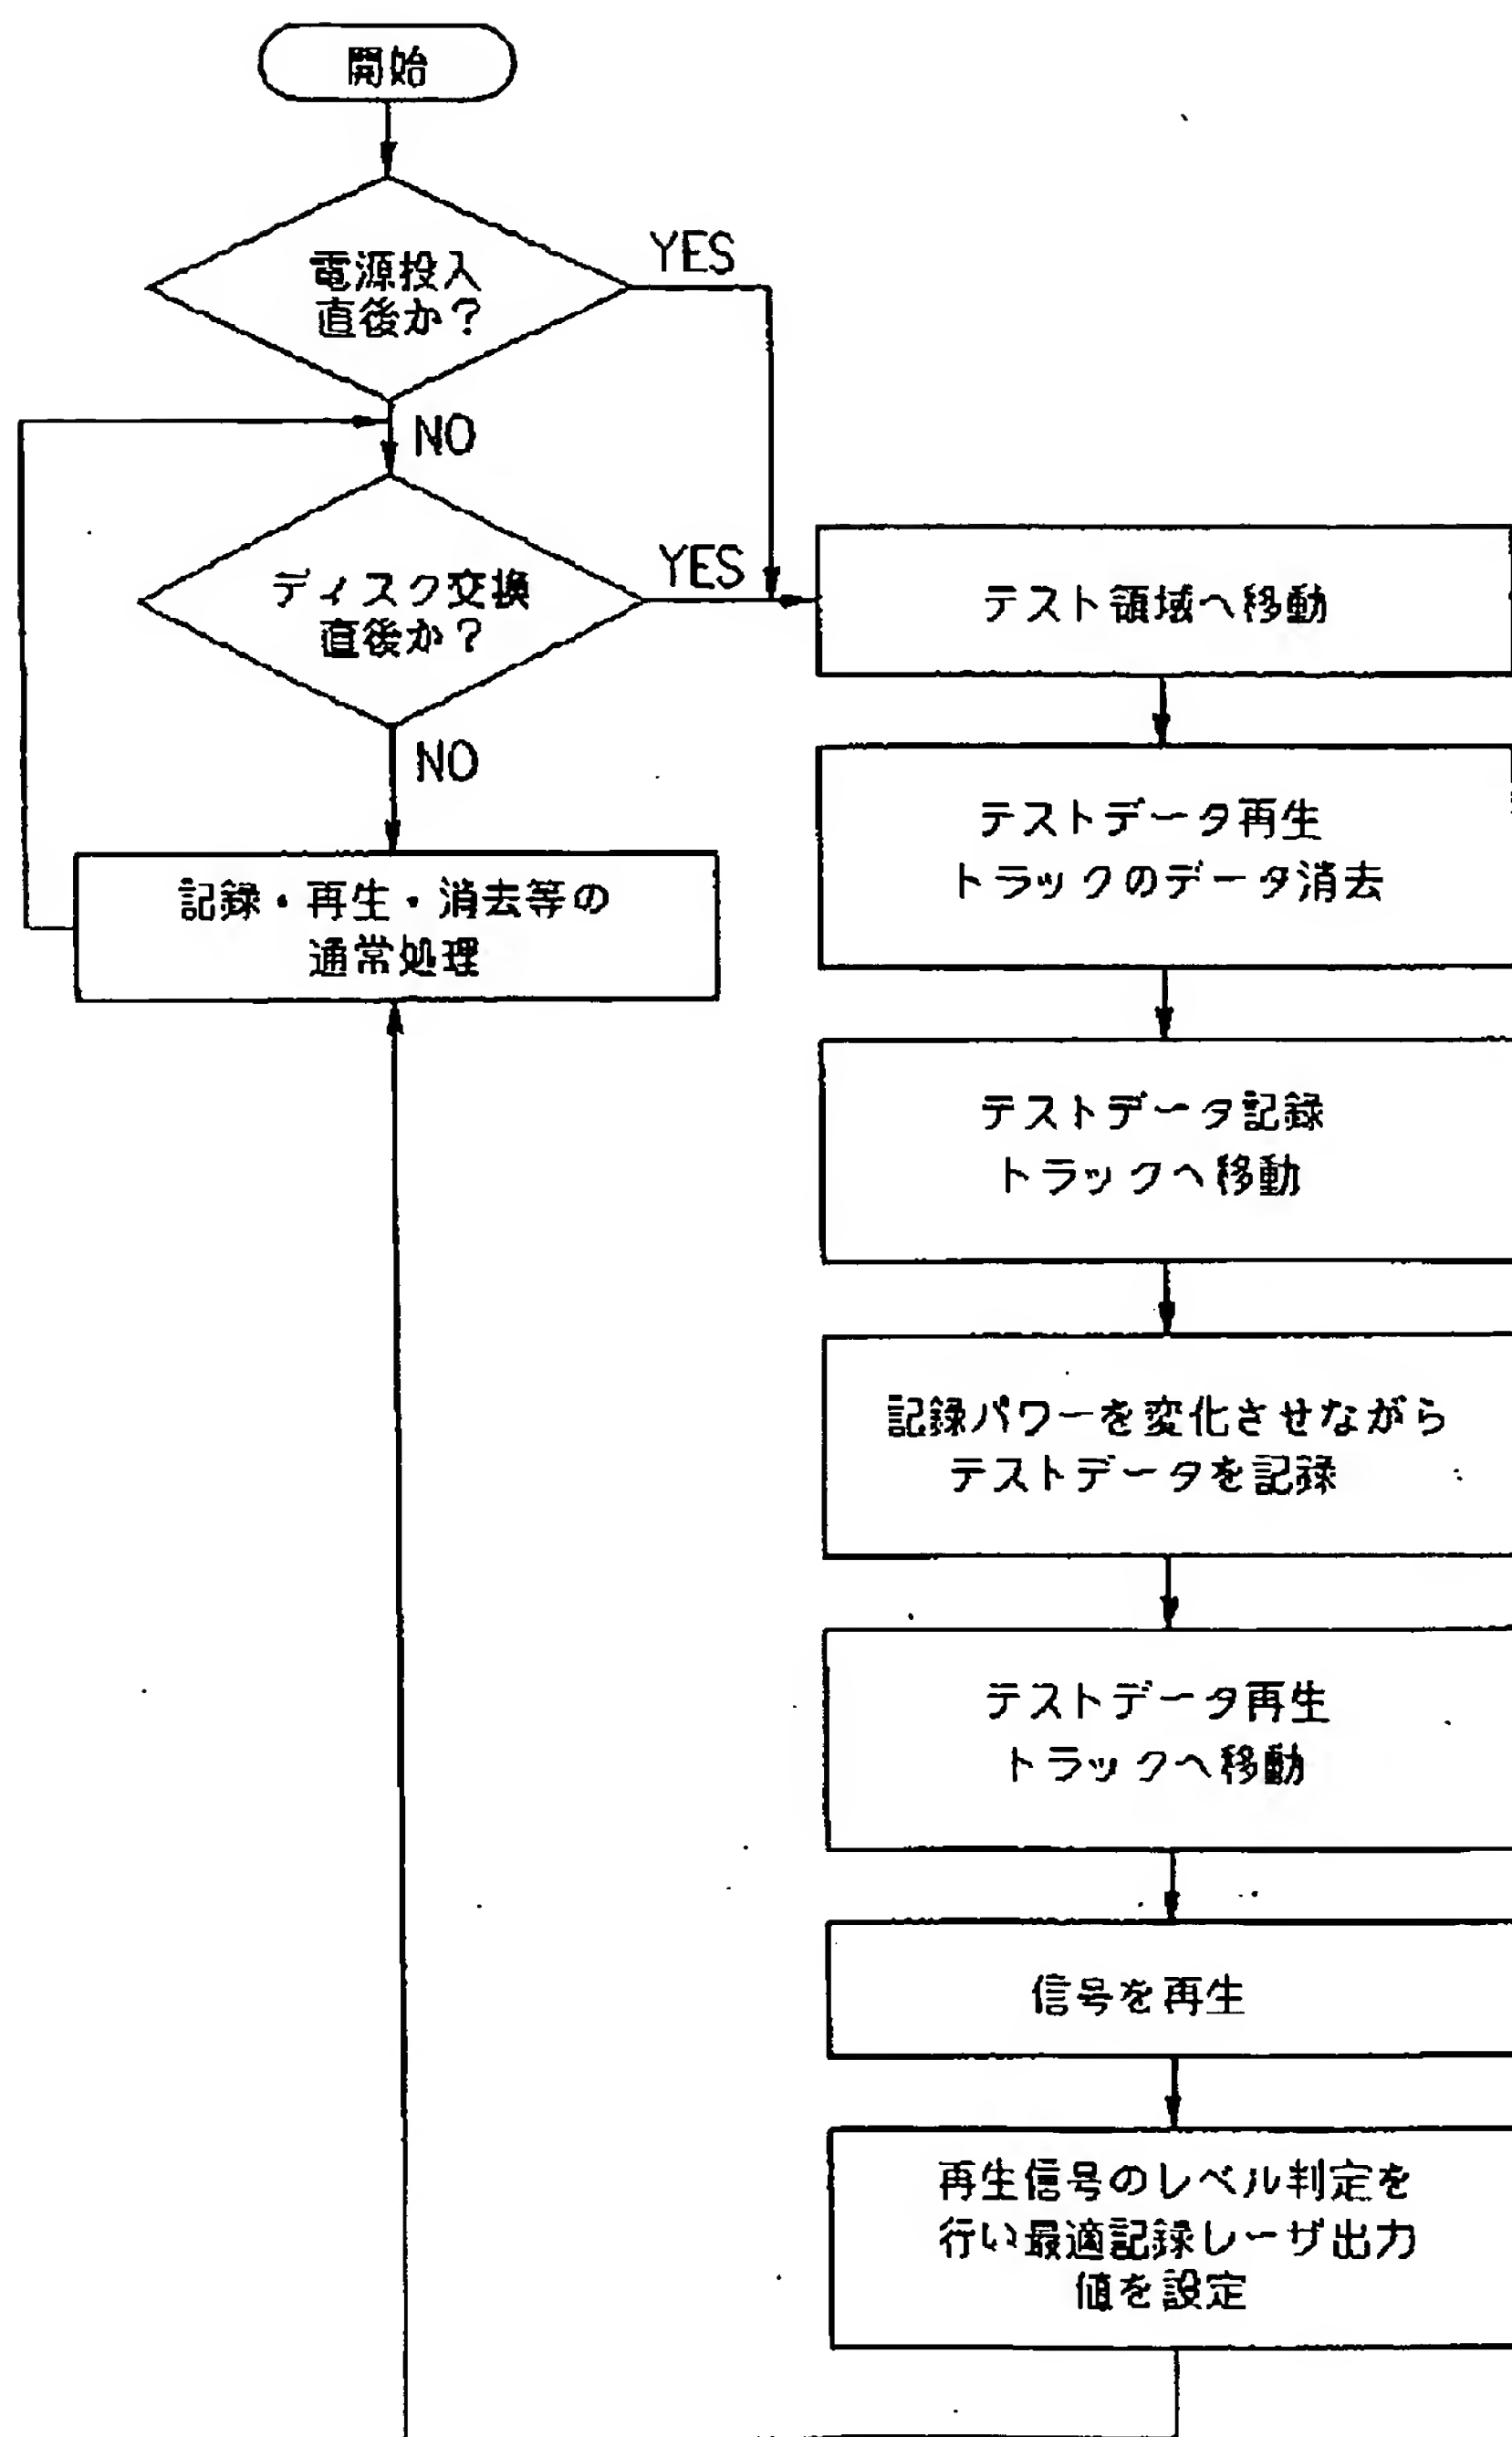 開始
電源投入
直後か?
YES
NO
ディスク交換
直後か?
YES
NO
記録・再生・消去等の
通常処理
テスト領域へ移動
テストデータ再生
トラックのデータ消去
テストデータ記録
トラックへ移動
記録パワーを変化させながら
テストデータを記録
テストデータ再生
トラックへ移動
信号を再生
再生信号のレベル判定を
行い最適記録レーザ出力
値を設定